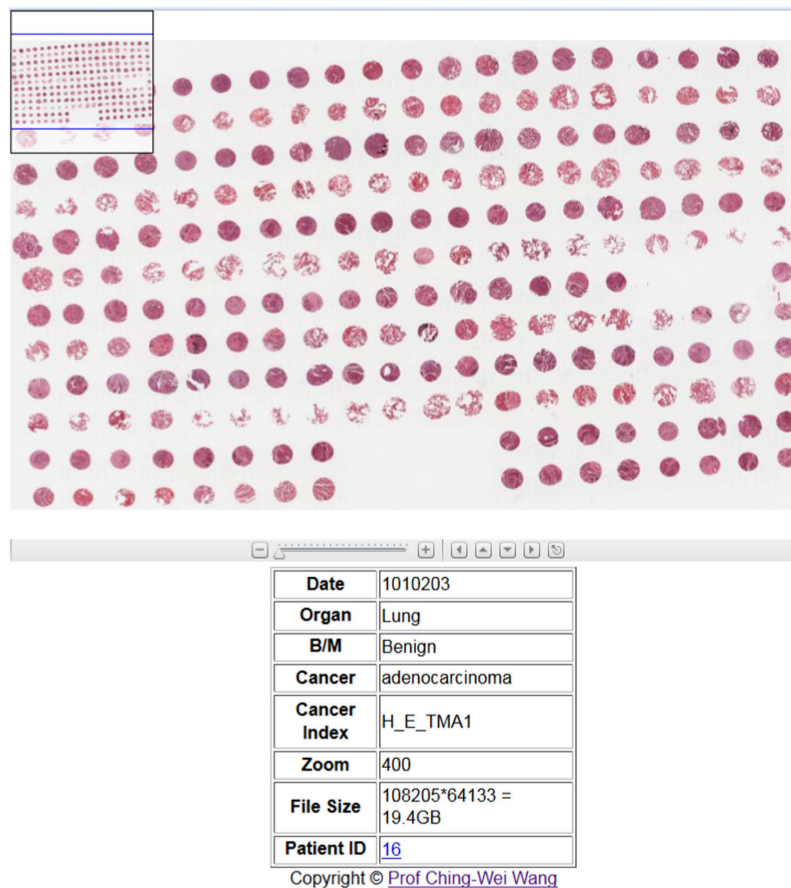 Date 1010203
Organ Lung
B/M Benign
Cancer adenocarcinoma
Cancer
Index H_E_TMA1
Zoom 400
File Size 108205*64133 =
19.4GB
Patient ID 16
Copyright © Prof Ching-Wei Wang